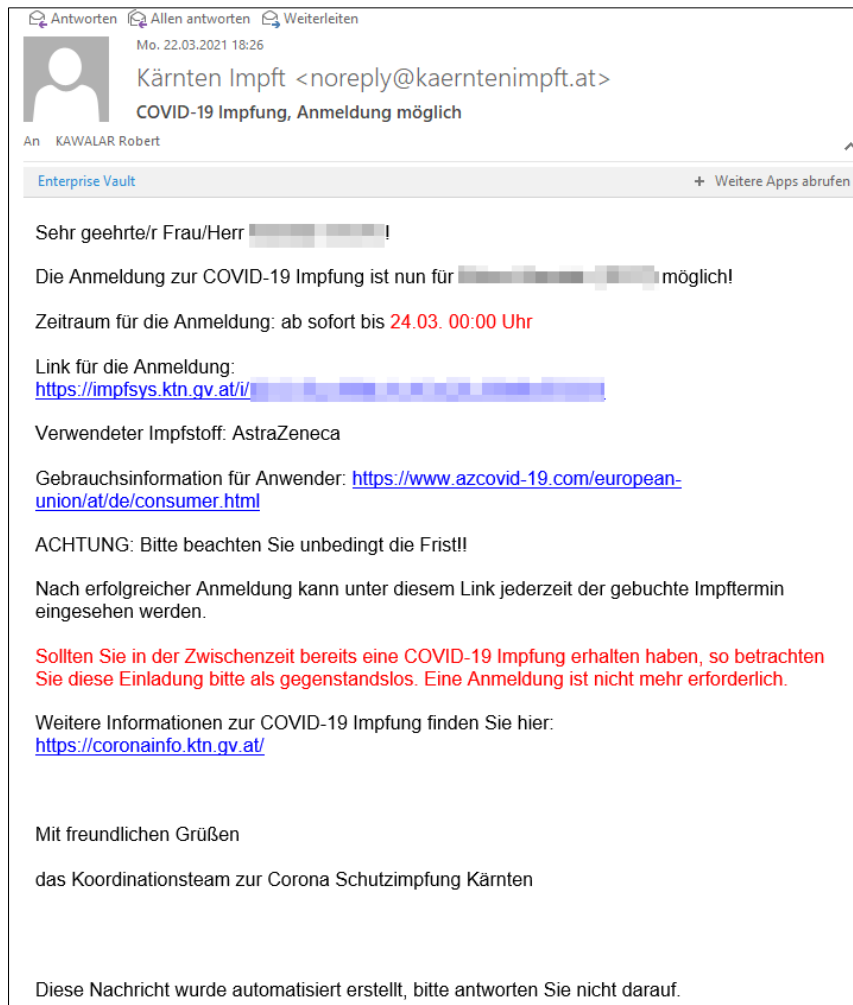 Antworten Allen antworten Weiterleiten
Mo. 22.03.2021 18:26
Kärnten Impft <noreply@kaerntenimpft.at>
COVID-19 Impfung, Anmeldung möglich
An KAWALAR Robert
Enterprise Vault + Weitere Apps abrufen
Sehr geehrte/r Frau/Herr !
Die Anmeldung zur COVID-19 Impfung ist nun für möglich!
Zeitraum für die Anmeldung: ab sofort bis 24.03. 00:00 Uhr
Link für die Anmeldung:
https://impfsys.ktn.gv.at/i/
Verwendeter Impfstoff: AstraZeneca
Gebrauchsinformation für Anwender: https://www.azcovid-19.com/european-
union/at/de/consumer.html
ACHTUNG: Bitte beachten Sie unbedingt die Frist!!
Nach erfolgreicher Anmeldung kann unter diesem Link jederzeit der gebuchte Impftermin
eingesehen werden.
Sollten Sie in der Zwischenzeit bereits eine COVID-19 Impfung erhalten haben, so betrachten
Sie diese Einladung bitte als gegenstandslos. Eine Anmeldung ist nicht mehr erforderlich.
Weitere Informationen zur COVID-19 Impfung finden Sie hier:
https://coronainfo.ktn.gv.at/
Mit freundlichen Grüßen
das Koordinationsteam zur Corona Schutzimpfung Kärnten
Diese Nachricht wurde automatisiert erstellt, bitte antworten Sie nicht darauf.